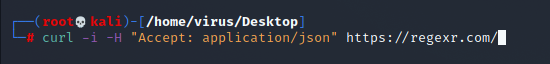 ┌──(root💀kali)-[/home/virus/Desktop]
└─# curl -i -H "Accept: application/json" https://regexr.com/